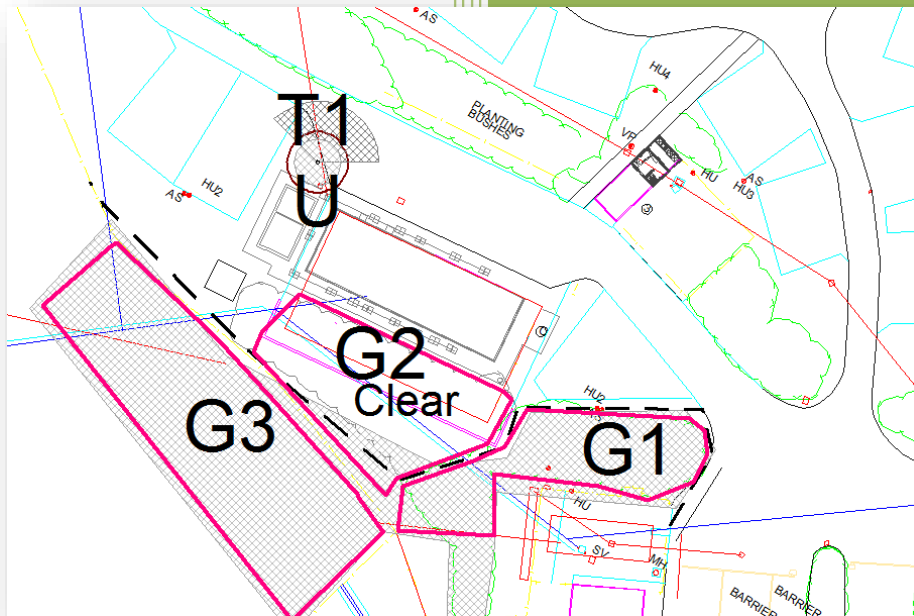 AS
HU4
T1
PLANTING
BUSHES
VP
HU
AS
HU3
U
AS
HU2
G2
Clear
G3
HU2
G1
HU
SV
MH
BARRIER
BARRIER